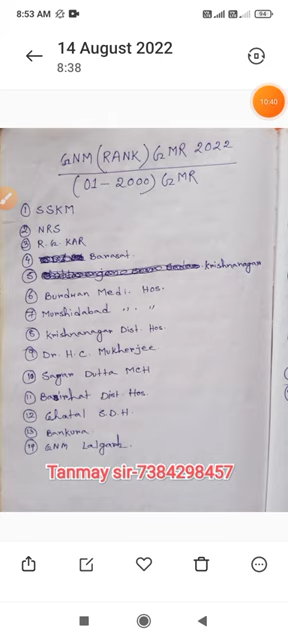 8:53 AM
94
14 August 2022
8:38
10:40
GNM (RANK) GMR 2022
(01-2000) GMR
① SSKM
② NRS
③ R.G. KAR
④ Barasat.
⑤ Krishnanagar
⑥ Burdwan Medi. Hos.
⑦ Murshidabad ,, . ,,
⑧ Krishnanagar Dist. Hos.
⑨ Dr. H.C. Mukherjee.
⑩ Sagar Dutta MCH
⑪ Basirhat Dist. Hos.
⑫ Ghatal S.D.H.
⑬ Bankura.
⑭ GNM Lalgarh.
Tanmay sir-7384298457